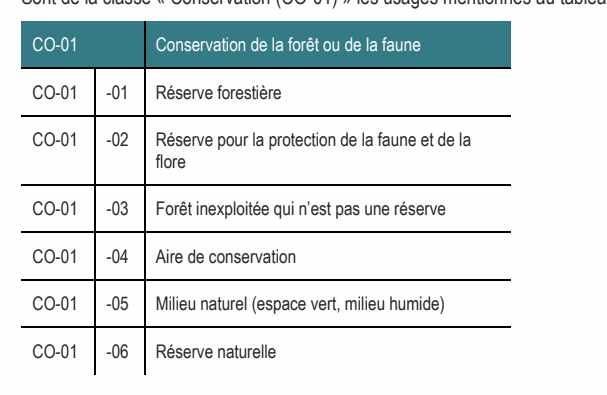 Sont de la classe « Conservation (CO-01) » les usages mentionnés au tableau
CO-01 Conservation de la forêt ou de la faune
CO-01 -01 Réserve forestière
CO-01 -02 Réserve pour la protection de la faune et de la
flore
CO-01 -03 Forêt inexploitée qui n’est pas une réserve
CO-01 -04 Aire de conservation
CO-01 -05 Milieu naturel (espace vert, milieu humide)
CO-01 -06 Réserve naturelle